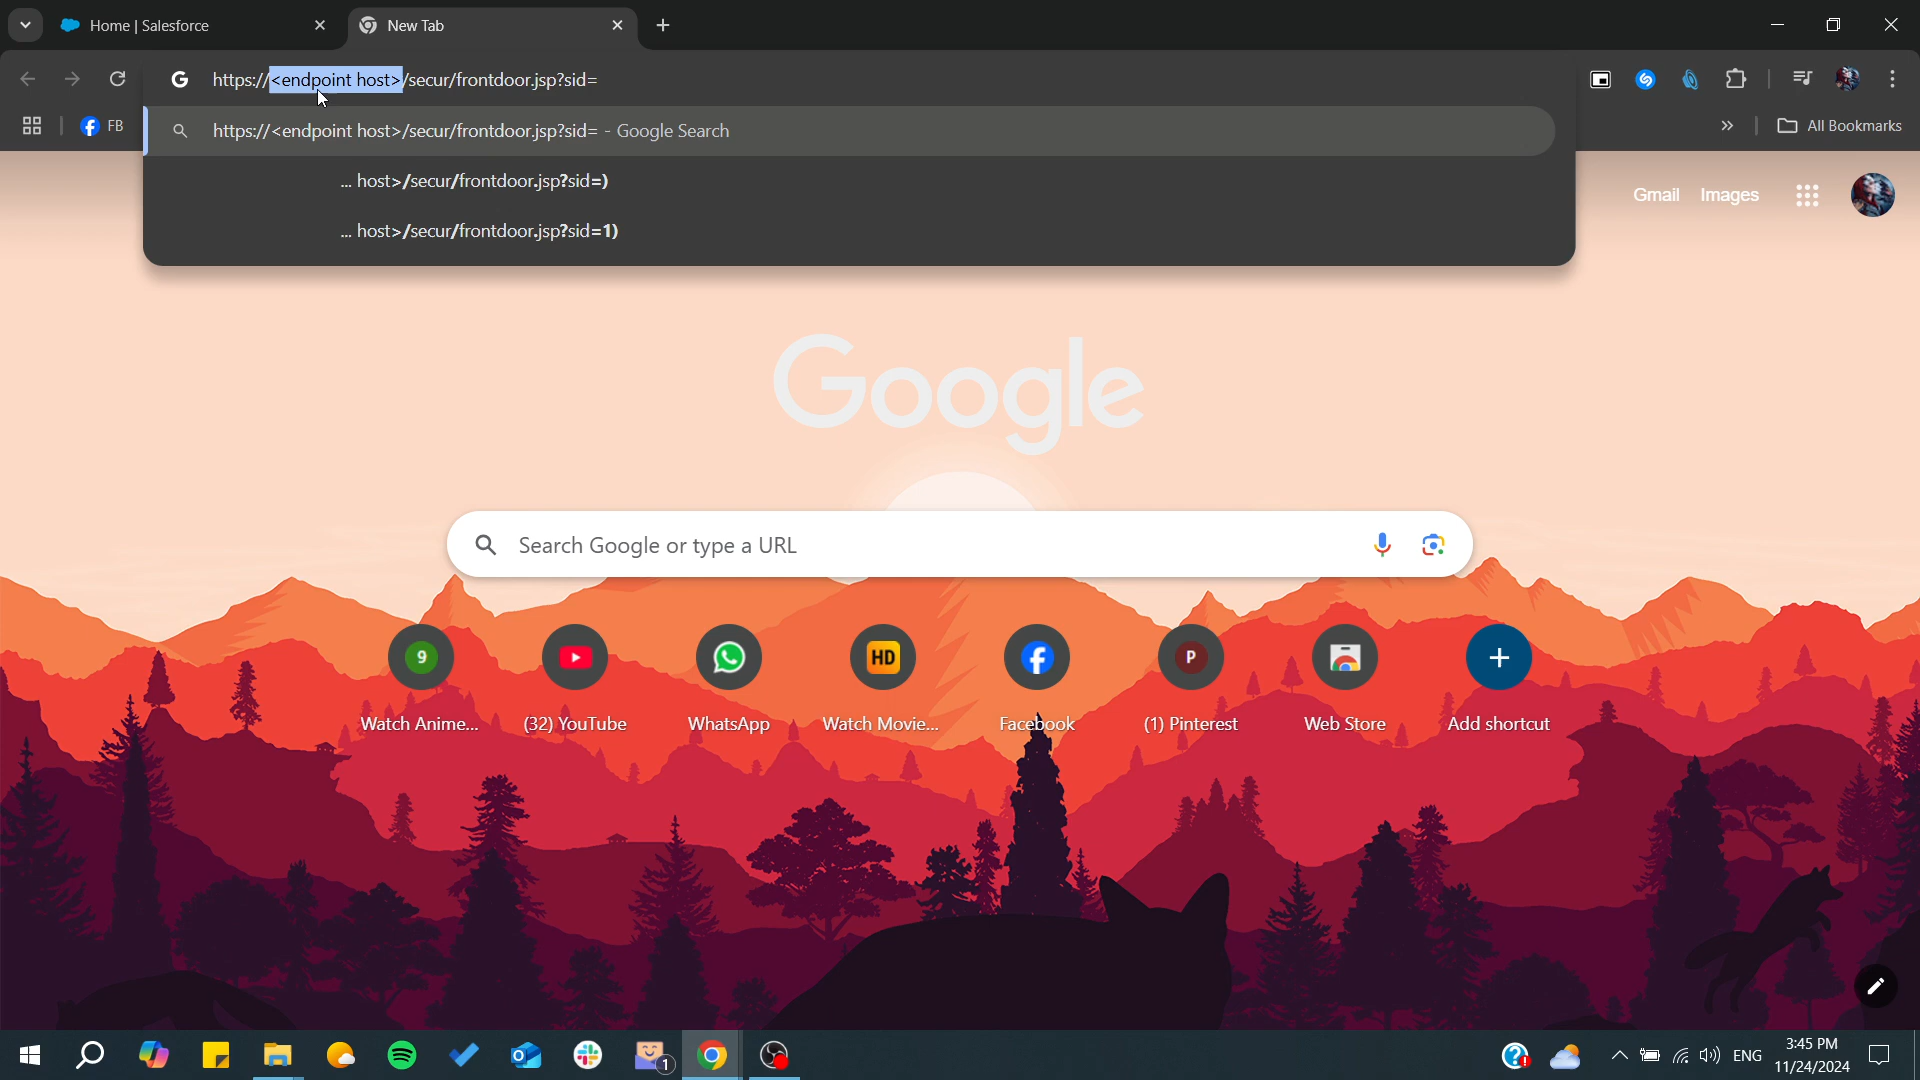 Home | Salesforce
New Tab
https://<endpoint host>/secur/frontdoor.jsp?sid=
FB
https://<endpoint host>/secur/frontdoor.jsp?sid= - Google Search
All Bookmarks
... host>/secur/frontdoor.jsp?sid=)
... host>/secur/frontdoor.jsp?sid=1)
Gmail Images
Google
Search Google or type a URL
9 HD P
Watch Anime... (32) YouTube WhatsApp Watch Movie... Facebook (1) Pinterest Web Store Add shortcut
1
ENG
3:45 PM
11/24/2024